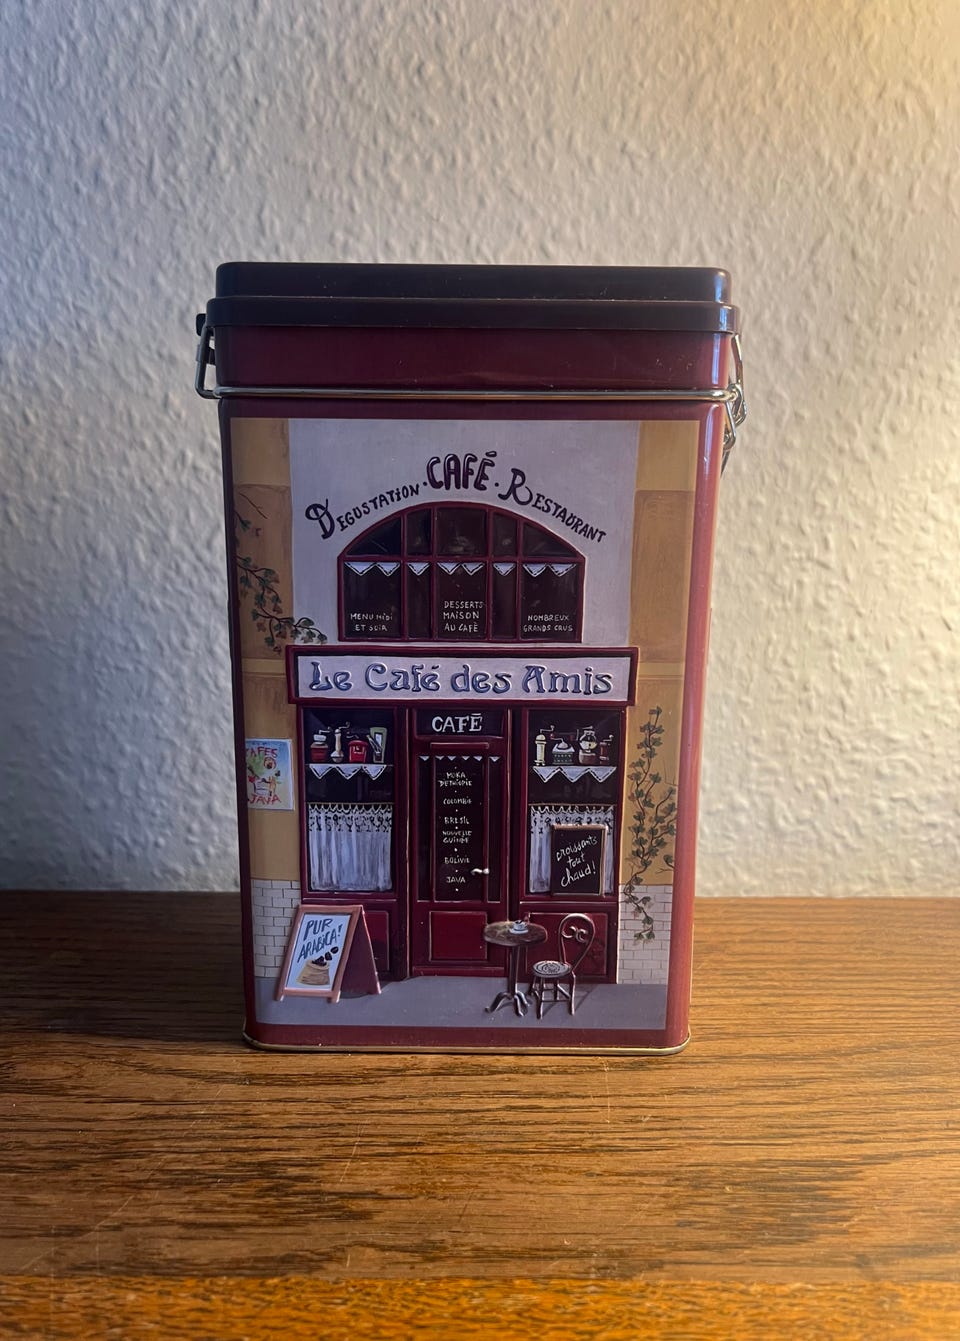 DEGUSTATION · CAFÉ · RESTAURANT
MENU MIDI
ET SOIR
DESSERTS
MAISON
AU CAFÉ
NOMBREUX
GRANDS CRUS
Le Café des Amis
CAFÉ
MOKA
D'ETHIOPIE
COLOMBIE
BRESIL
NOUVELLE
GUINEE
BOLIVIE
JAVA
CAFES
JAVA
croissants
tout
chaud!
PUR
ARABICA!